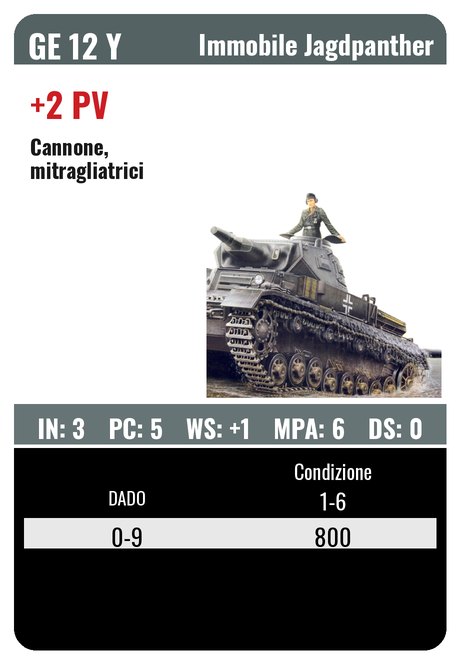 GE 12 Y
Immobile Jagdpanther
+2 PV
Cannone,
mitragliatrici
IN: 3 PC: 5 WS: +1 MPA: 6 DS: 0
Condizione
DADO 1-6
0-9 800